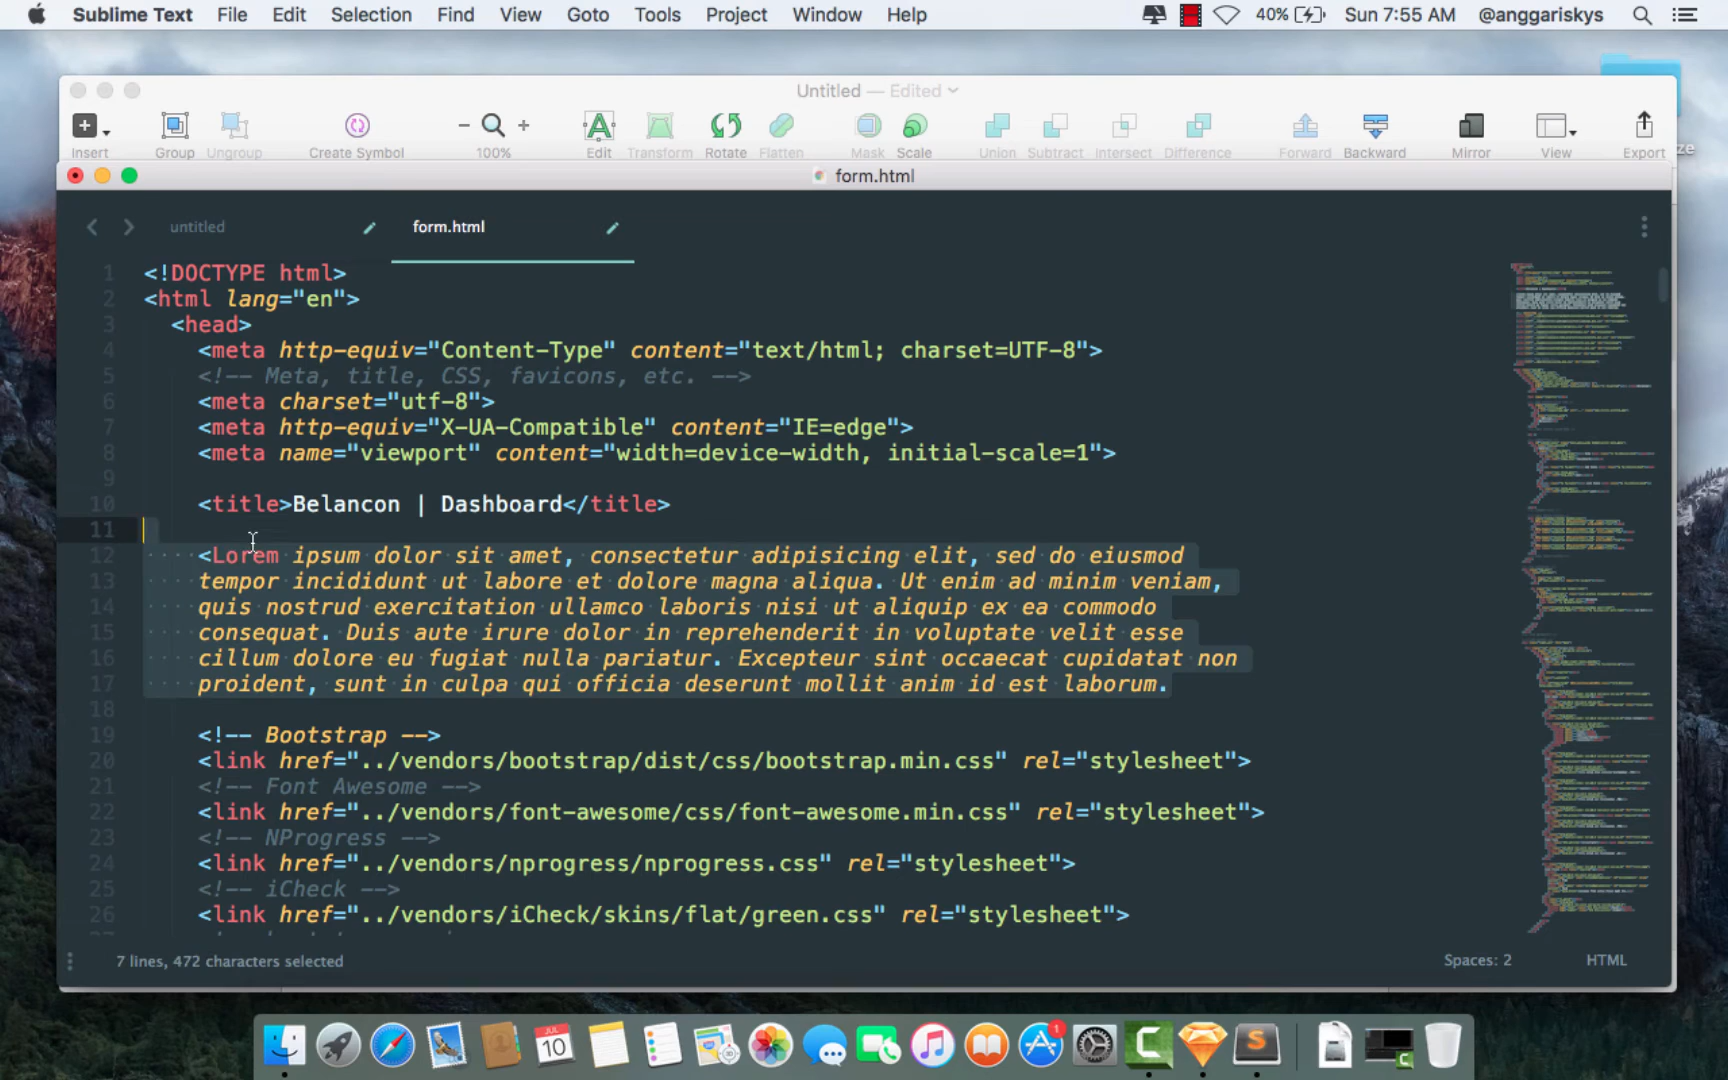 Sublime Text File Edit Selection Find View Goto Tools Project Window Help 40% Sun 7:55 AM @anggariskys
Untitled — Edited
Insert Group Ungroup Create Symbol 100% Edit Transform Rotate Flatten Mask Scale Union Subtract Intersect Difference Forward Backward Mirror View Export ze
form.html
untitled form.html
1 <!DOCTYPE html>
2 <html lang="en">
3 <head>
4 <meta http-equiv="Content-Type" content="text/html; charset=UTF-8">
5 <!-- Meta, title, CSS, favicons, etc. -->
6 <meta charset="utf-8">
7 <meta http-equiv="X-UA-Compatible" content="IE=edge">
8 <meta name="viewport" content="width=device-width, initial-scale=1">
9
10 <title>Belancon | Dashboard</title>
11
12 <Lorem ipsum dolor sit amet, consectetur adipisicing elit, sed do eiusmod
13 tempor incididunt ut labore et dolore magna aliqua. Ut enim ad minim veniam,
14 quis nostrud exercitation ullamco laboris nisi ut aliquip ex ea commodo
15 consequat. Duis aute irure dolor in reprehenderit in voluptate velit esse
16 cillum dolore eu fugiat nulla pariatur. Excepteur sint occaecat cupidatat non
17 proident, sunt in culpa qui officia deserunt mollit anim id est laborum.
18
19 <!-- Bootstrap -->
20 <link href="../vendors/bootstrap/dist/css/bootstrap.min.css" rel="stylesheet">
21 <!-- Font Awesome -->
22 <link href="../vendors/font-awesome/css/font-awesome.min.css" rel="stylesheet">
23 <!-- NProgress -->
24 <link href="../vendors/nprogress/nprogress.css" rel="stylesheet">
25 <!-- iCheck -->
26 <link href="../vendors/iCheck/skins/flat/green.css" rel="stylesheet">
7 lines, 472 characters selected Spaces: 2 HTML
JUL
10
1